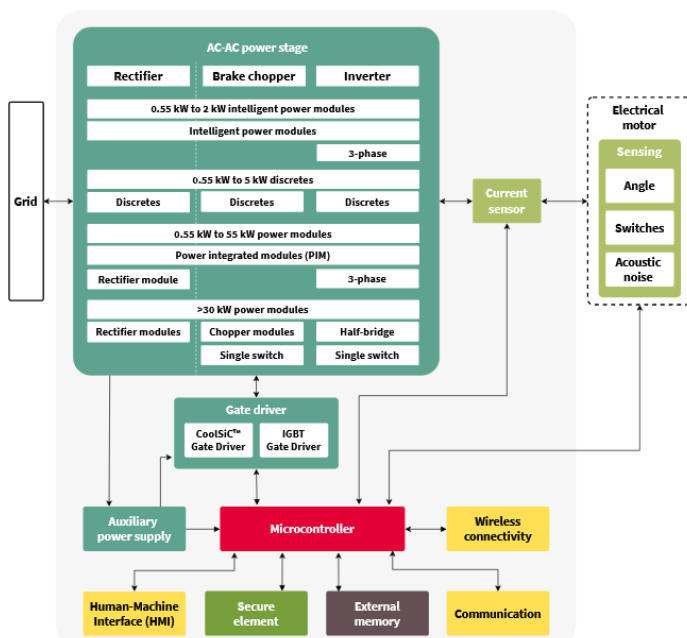 AC-AC power stage
Rectifier
Brake chopper
Inverter
0.55 kW to 2 kW intelligent power modules
Intelligent power modules
3-phase
0.55 kW to 5 kW discretes
Discretes
Discretes
Discretes
0.55 kW to 55 kW power modules
Power integrated modules (PIM)
Rectifier module
3-phase
>30 kW power modules
Rectifier modules
Chopper modules
Half-bridge
Single switch
Single switch
Grid
Current
sensor
Electrical
motor
Sensing
Angle
Switches
Acoustic
noise
Gate driver
CoolSiC™
Gate Driver
IGBT
Gate Driver
Auxiliary
power supply
Microcontroller
Wireless
connectivity
Human-Machine
Interface (HMI)
Secure
element
External
memory
Communication